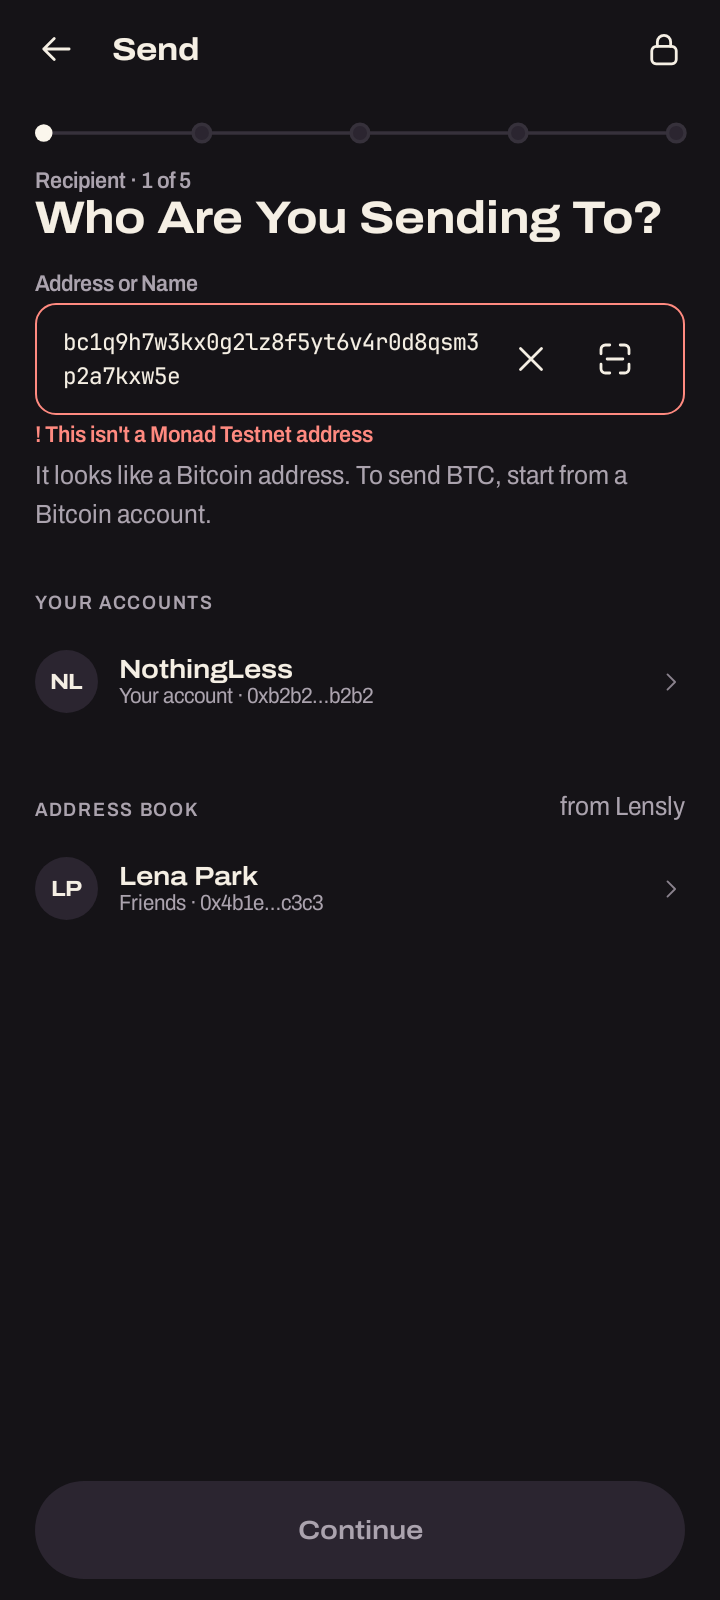 Send
Recipient · 1 of 5
Who Are You Sending To?
Address or Name
bc1q9h7w3kx0g2lz8f5yt6v4r0d8qsm3
p2a7kxw5e
! This isn't a Monad Testnet address
It looks like a Bitcoin address. To send BTC, start from a
Bitcoin account.
YOUR ACCOUNTS
NL
NothingLess
Your account · 0xb2b2...b2b2
ADDRESS BOOK
from Lensly
LP
Lena Park
Friends · 0x4b1e...c3c3
Continue